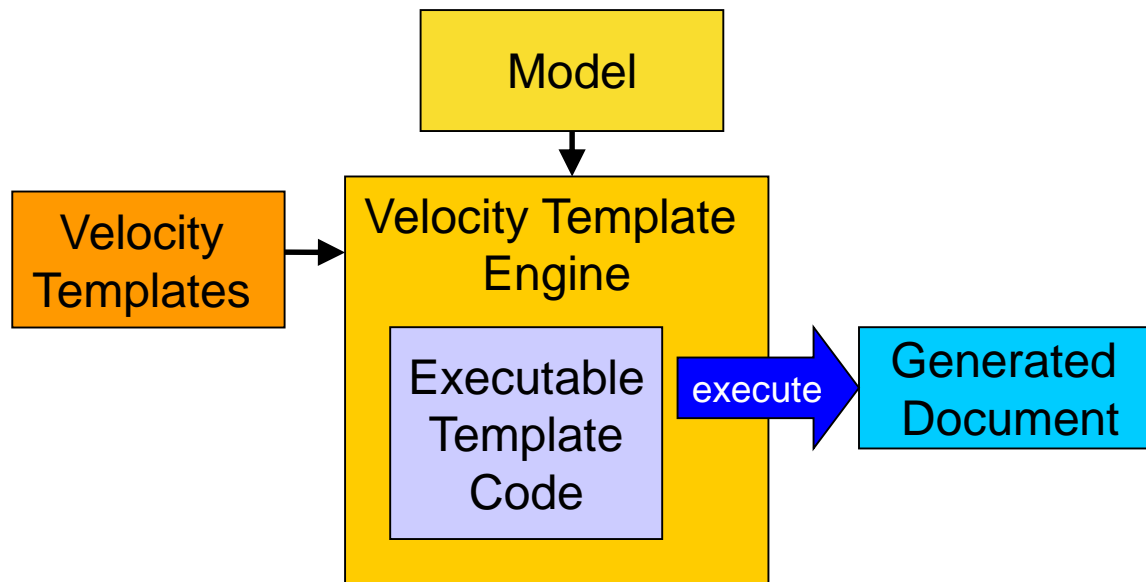 Model
Velocity
Templates
Velocity Template
Engine
Executable
Template
Code
execute
Generated
Document